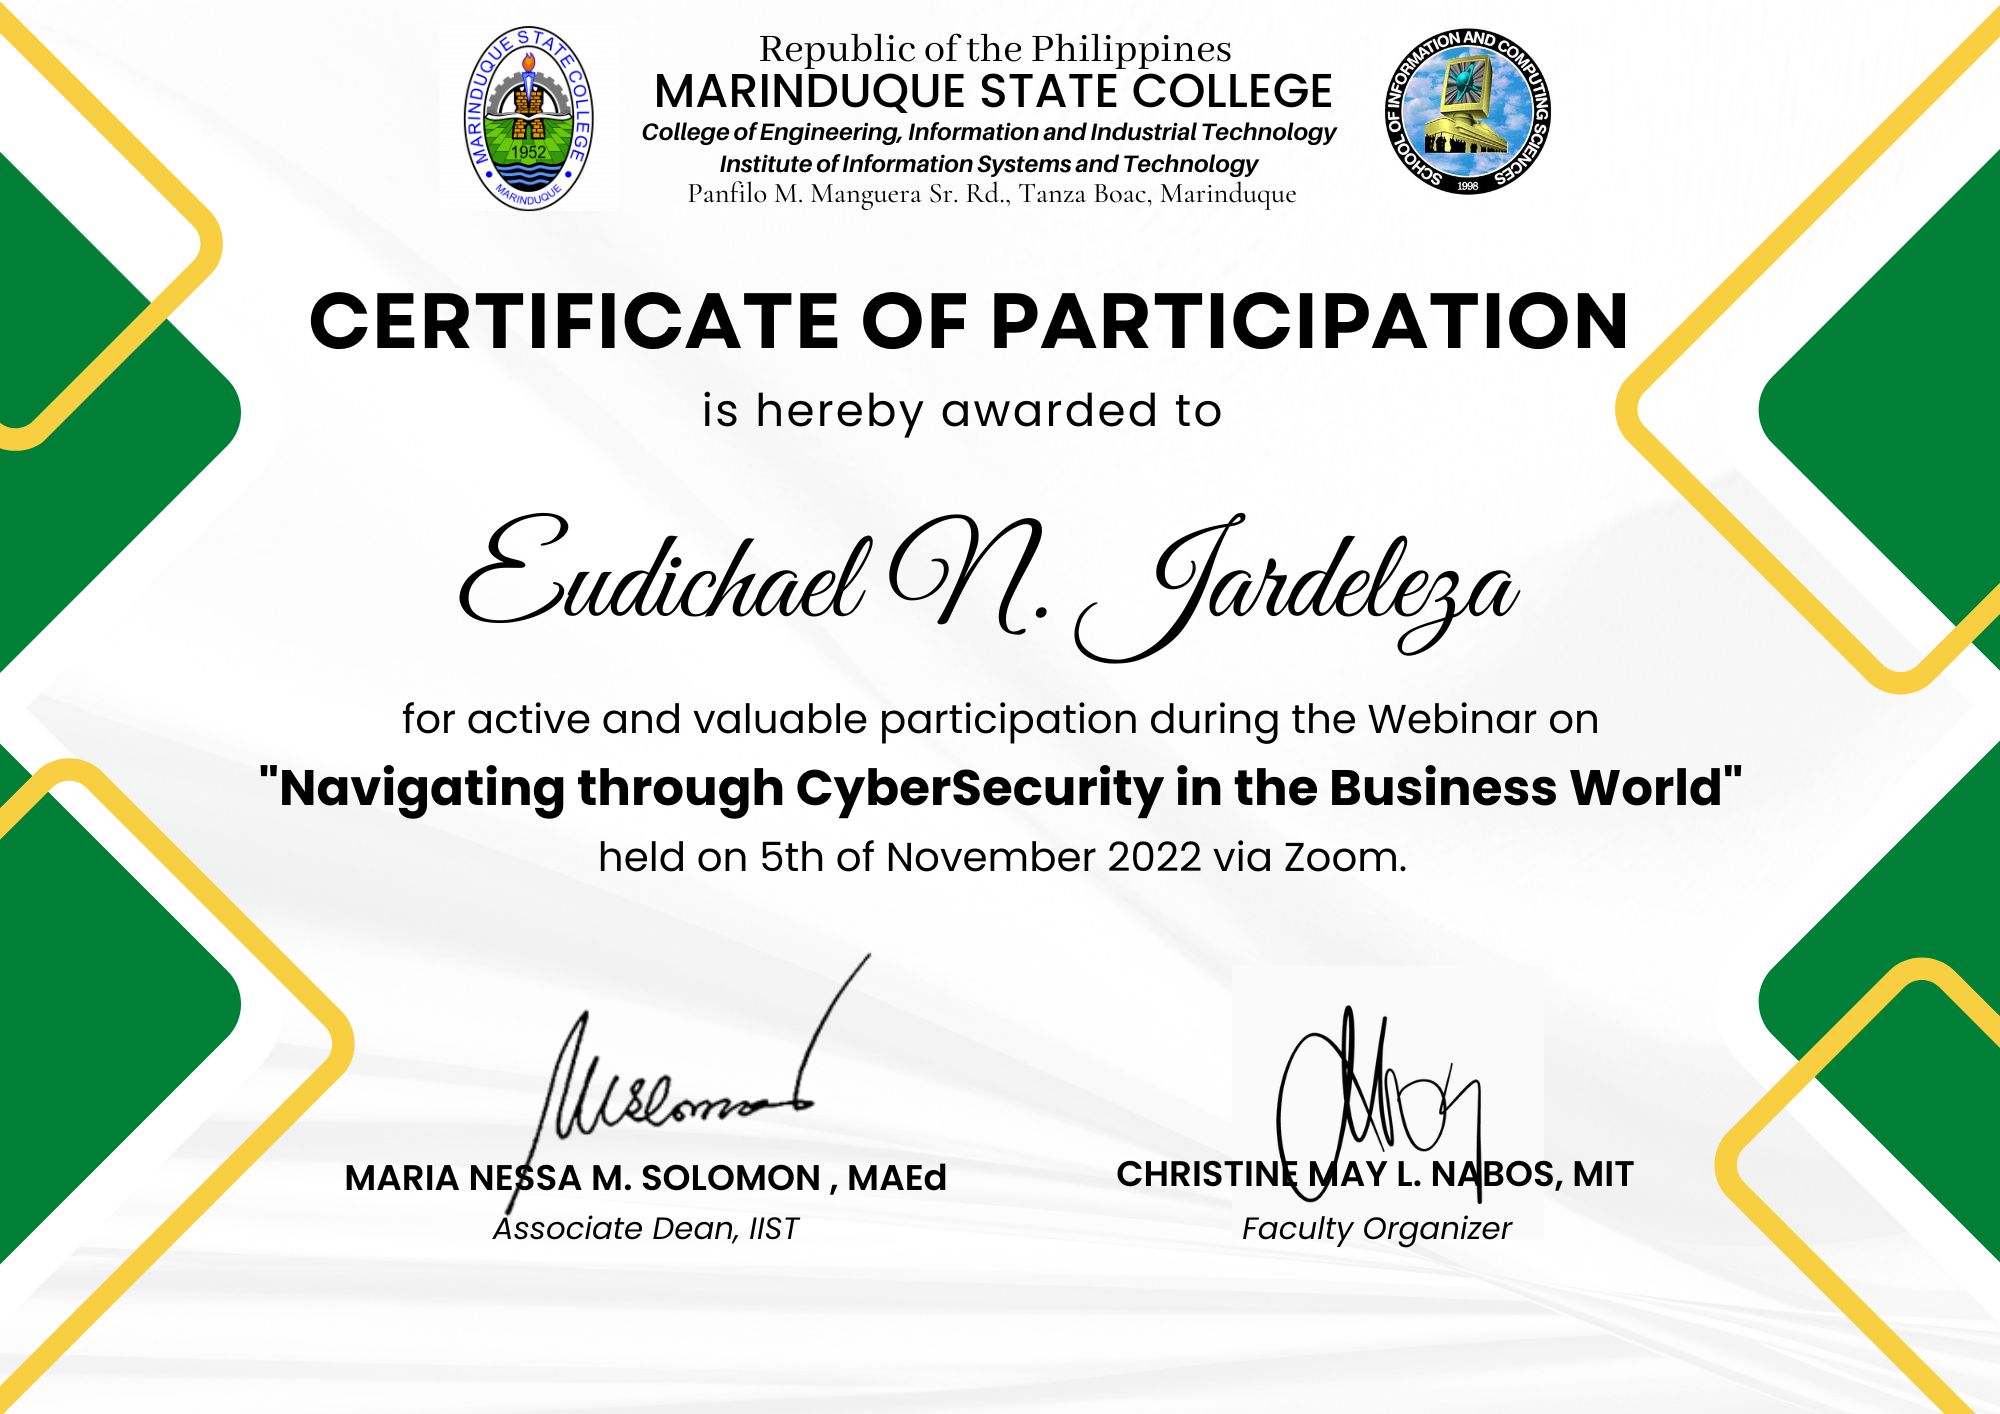 MARINDUQUE STATE COLLEGE
1952
MARINDUQUE
Republic of the Philippines
MARINDUQUE STATE COLLEGE
College of Engineering, Information and Industrial Technology
Institute of Information Systems and Technology
Panfilo M. Manguera Sr. Rd., Tanza Boac, Marinduque
SCHOOL OF INFORMATION AND COMPUTING SCIENCES
1998
CERTIFICATE OF PARTICIPATION
is hereby awarded to
Eudichael N. Jardeleza
for active and valuable participation during the Webinar on
"Navigating through CyberSecurity in the Business World"
held on 5th of November 2022 via Zoom.
MARIA NESSA M. SOLOMON , MAEd
Associate Dean, IIST
CHRISTINE MAY L. NABOS, MIT
Faculty Organizer